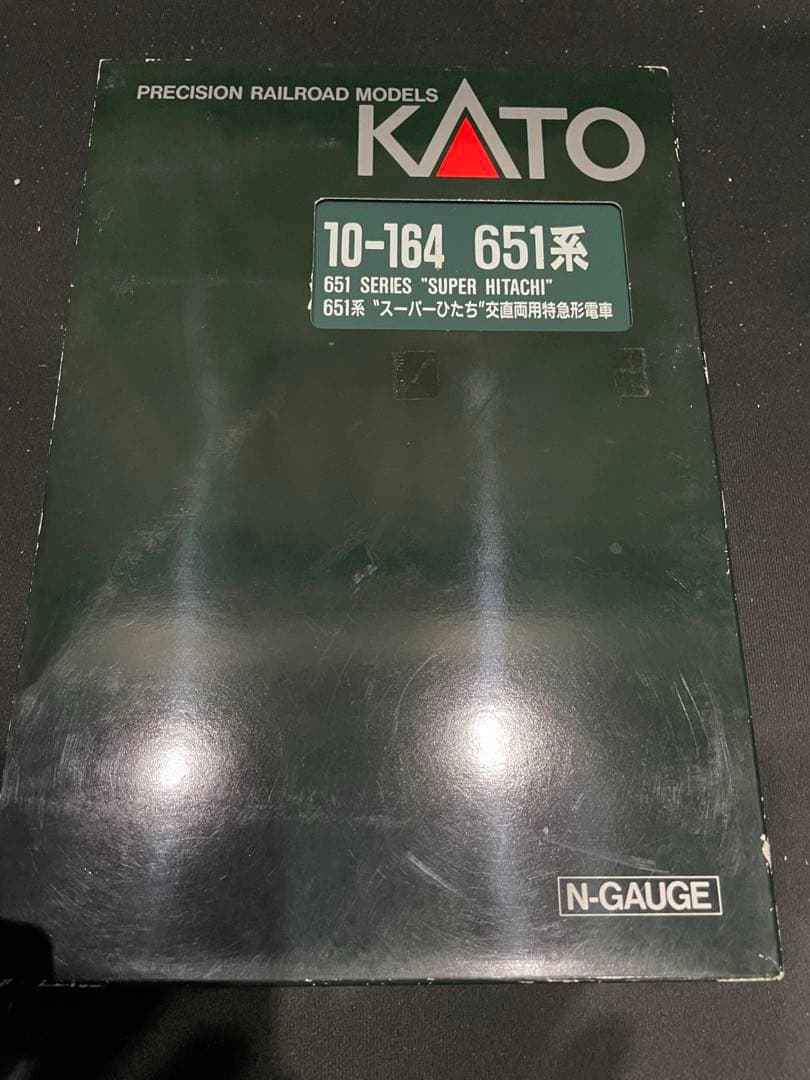 PRECISION RAILROAD MODELS
KATO
10-164 651系
651 SERIES "SUPER HITACHI"
651系 "スーパーひたち"交直両用特急形電車
N-GAUGE